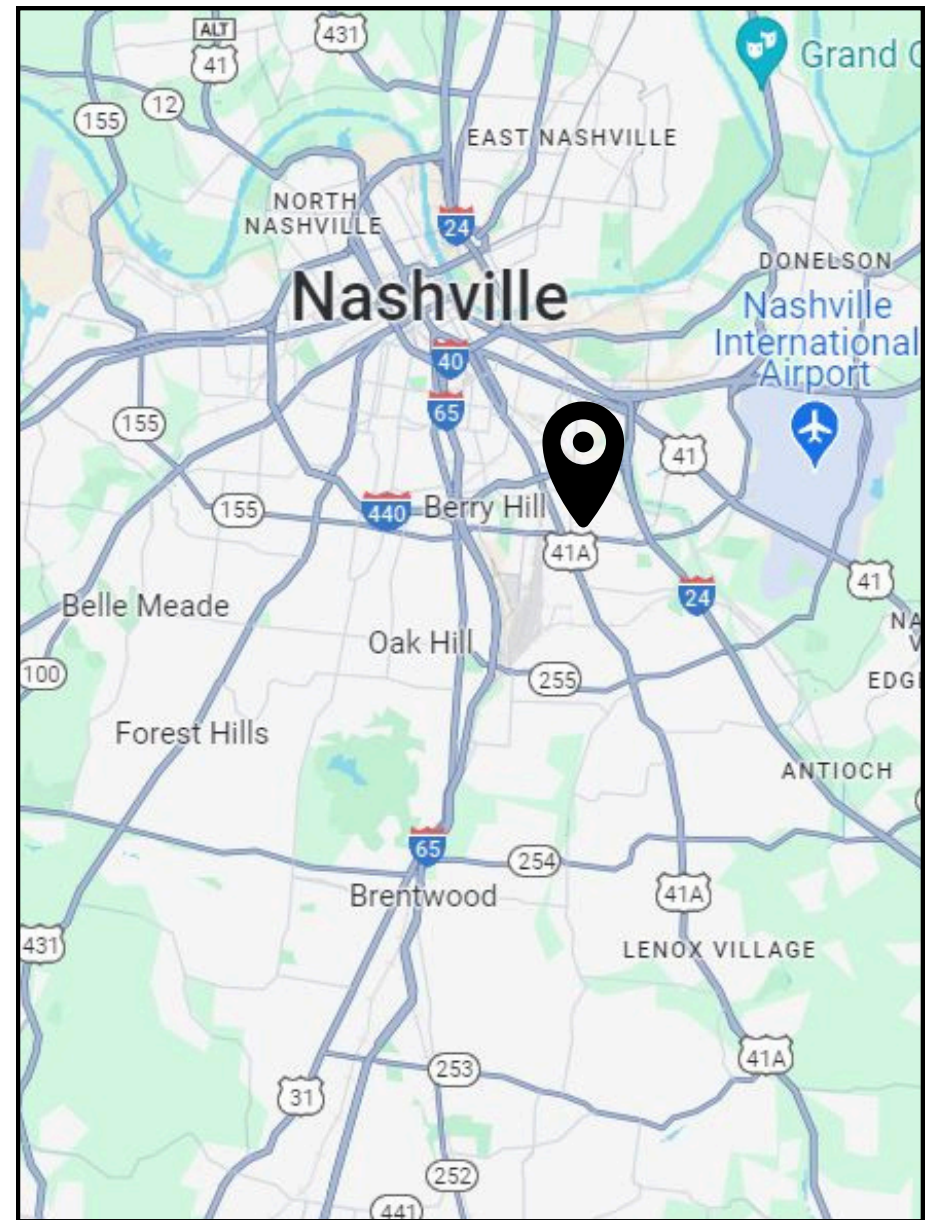 ALT
41
431
Grand
12
155
EAST NASHVILLE
NORTH
NASHVILLE
24
DONELSON
Nashville
Nashville
International
Airport
40
65
155
41
155
440
Berry Hill
41A
41
24
Belle Meade
NA
Oak Hill
V
100
255
EDG
Forest Hills
ANTIOCH
65
254
Brentwood
41A
431
LENOX VILLAGE
41A
253
31
252
441